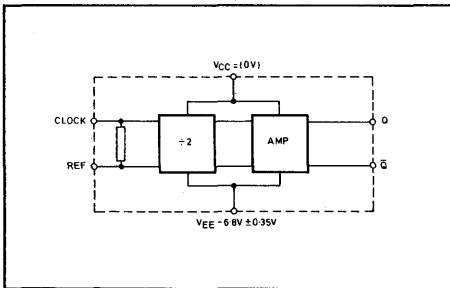 VCC = (0V)
CLOCK
÷2
AMP
Q
REF
Q̅
VEE -6.8V ±0.35V